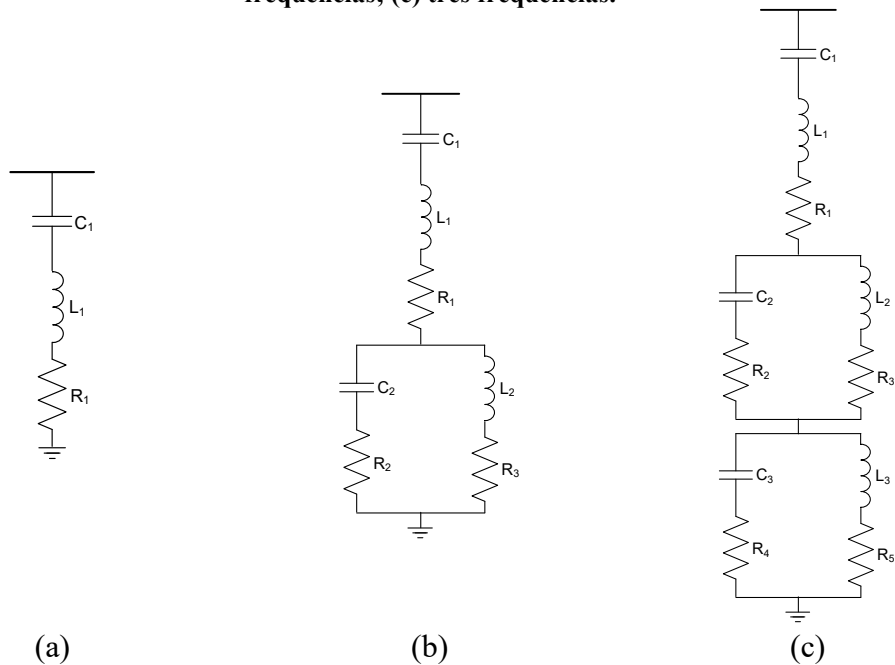 frequências; (c) três frequências.
C1
L1
R1
(a)
C1
L1
R1
C2
L2
R2
R3
(b)
C1
L1
R1
C2
L2
R2
R3
C3
L3
R4
R5
(c)